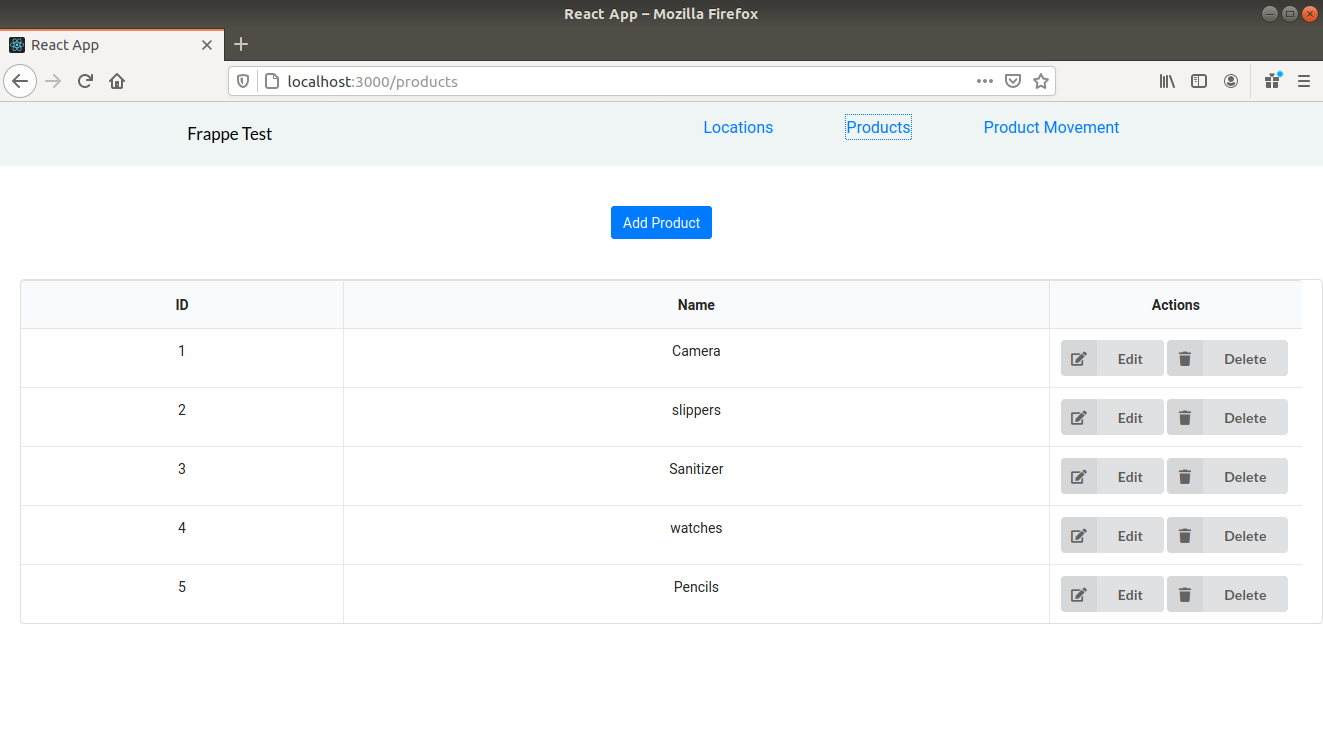 React App – Mozilla Firefox
React App
localhost:3000/products
Frappe Test Locations Products Product Movement
Add Product
ID Name Actions
1 Camera Edit Delete
2 slippers Edit Delete
3 Sanitizer Edit Delete
4 watches Edit Delete
5 Pencils Edit Delete